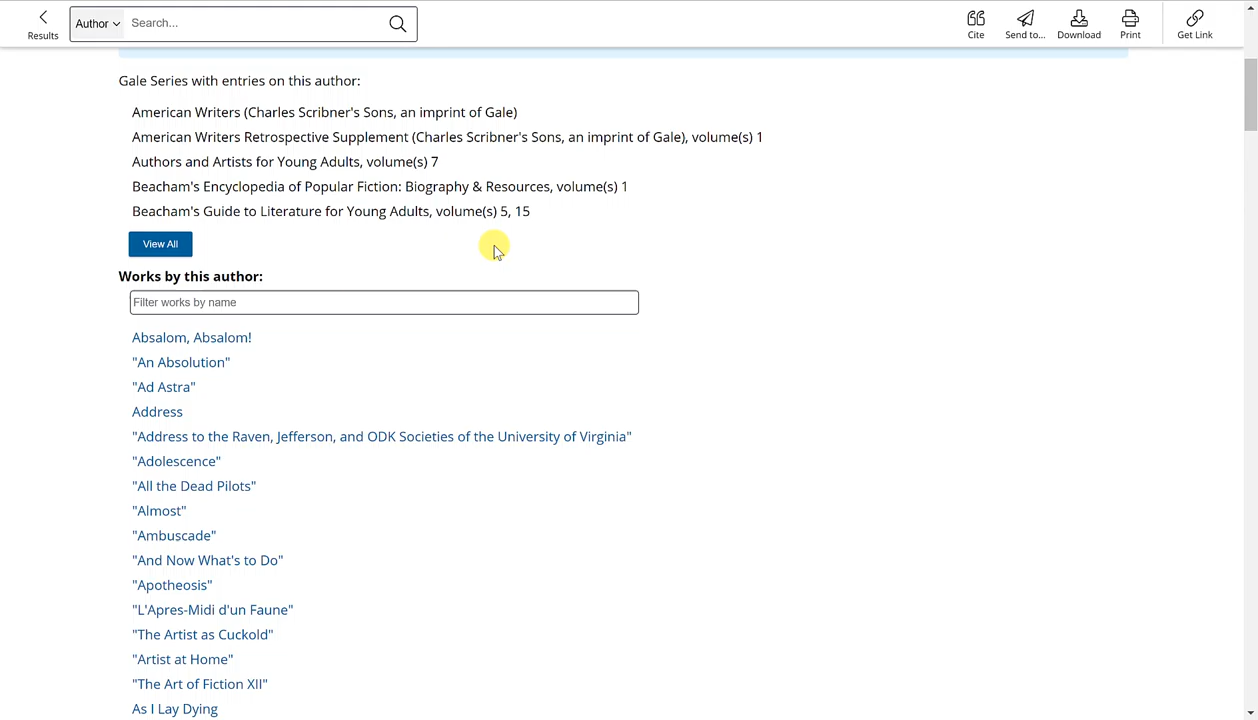 Results
Author
Search...
Cite
Send to...
Download
Print
Get Link
Gale Series with entries on this author:
American Writers (Charles Scribner's Sons, an imprint of Gale)
American Writers Retrospective Supplement (Charles Scribner's Sons, an imprint of Gale), volume(s) 1
Authors and Artists for Young Adults, volume(s) 7
Beacham's Encyclopedia of Popular Fiction: Biography & Resources, volume(s) 1
Beacham's Guide to Literature for Young Adults, volume(s) 5, 15
View All
Works by this author:
Filter works by name
Absalom, Absalom!
"An Absolution"
"Ad Astra"
Address
"Address to the Raven, Jefferson, and ODK Societies of the University of Virginia"
"Adolescence"
"All the Dead Pilots"
"Almost"
"Ambuscade"
"And Now What's to Do"
"Apotheosis"
"L'Apres-Midi d'un Faune"
"The Artist as Cuckold"
"Artist at Home"
"The Art of Fiction XII"
As I Lay Dying